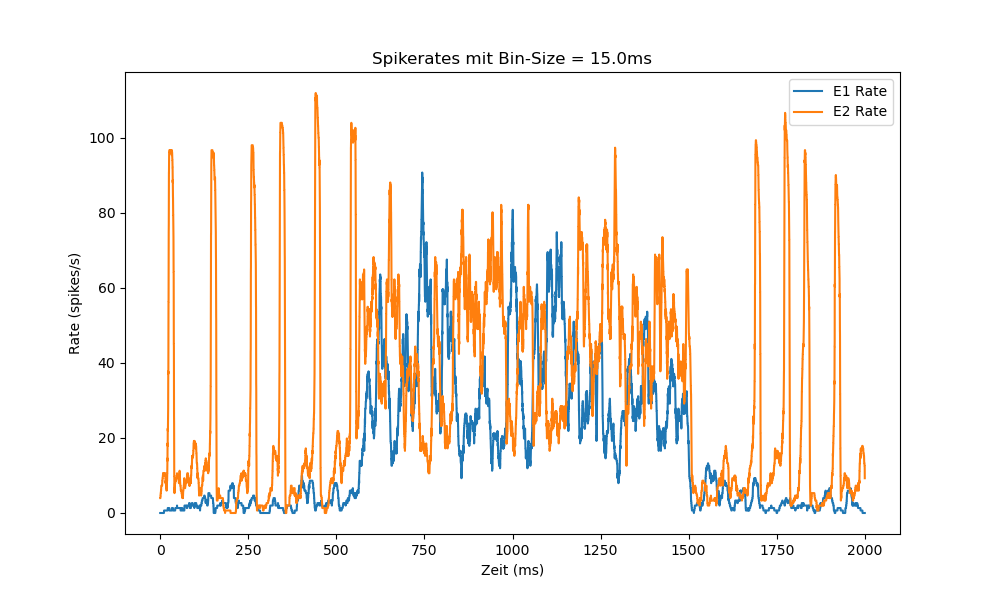 Spikerates mit Bin-Size = 15.0ms
E1 Rate
E2 Rate
Rate (spikes/s)
100
80
60
40
20
0
0 250 500 750 1000 1250 1500 1750 2000
Zeit (ms)